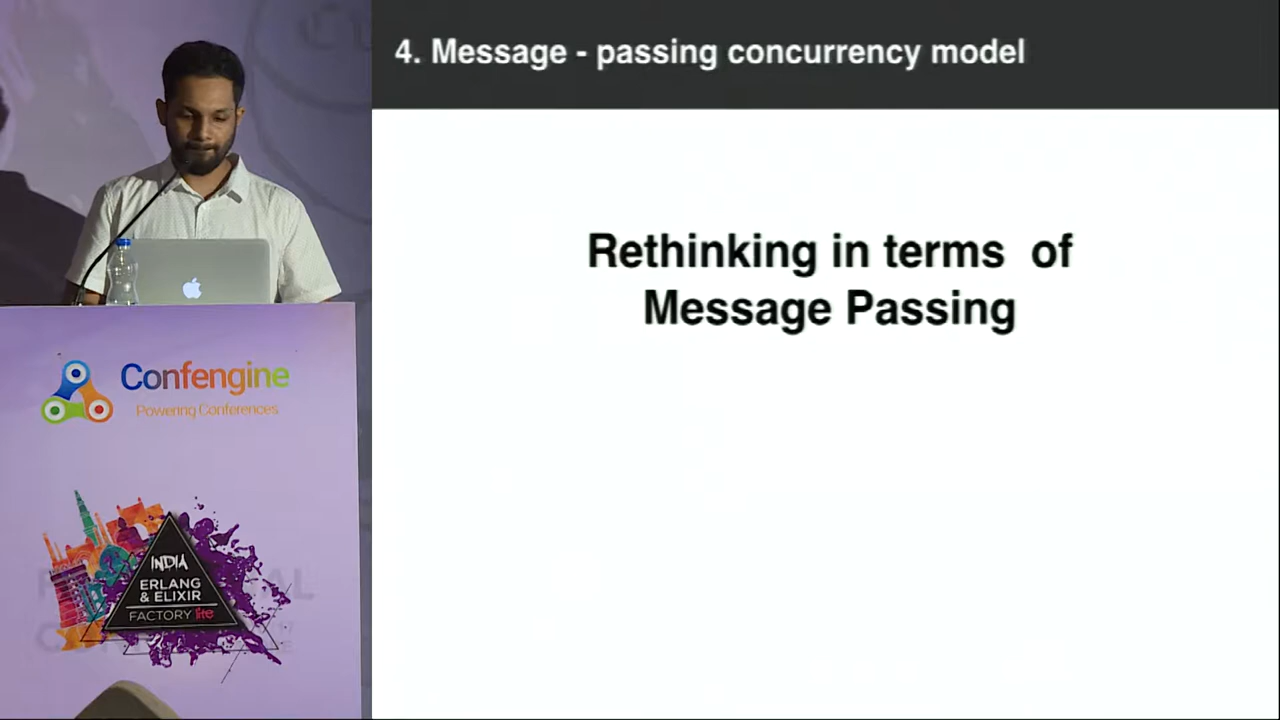 4. Message - passing concurrency model
Rethinking in terms of
Message Passing
Confengine
Powering Conferences
INDIA
ERLANG
& ELIXIR
FACTORY lite